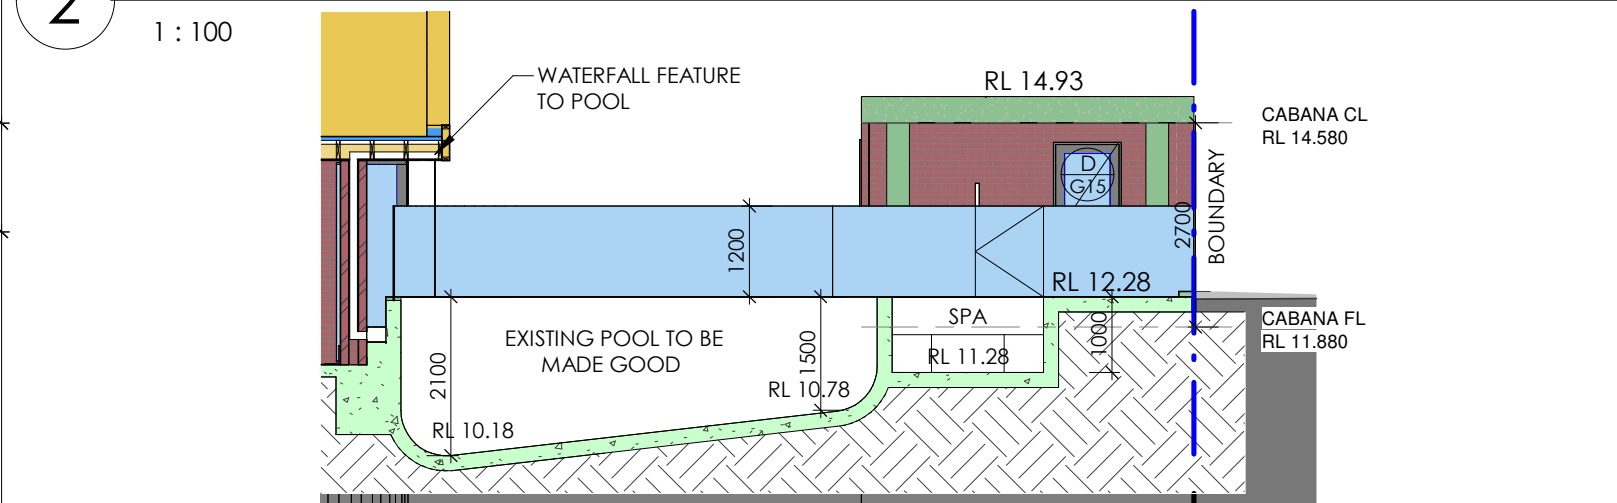 2
1 : 100
WATERFALL FEATURE
TO POOL
RL 14.93
CABANA CL
RL 14.580
D
G15
2700
BOUNDARY
1200
RL 12.28
SPA
CABANA FL
RL 11.880
EXISTING POOL TO BE
MADE GOOD
1500
1000
RL 11.28
2100
RL 10.78
RL 10.18